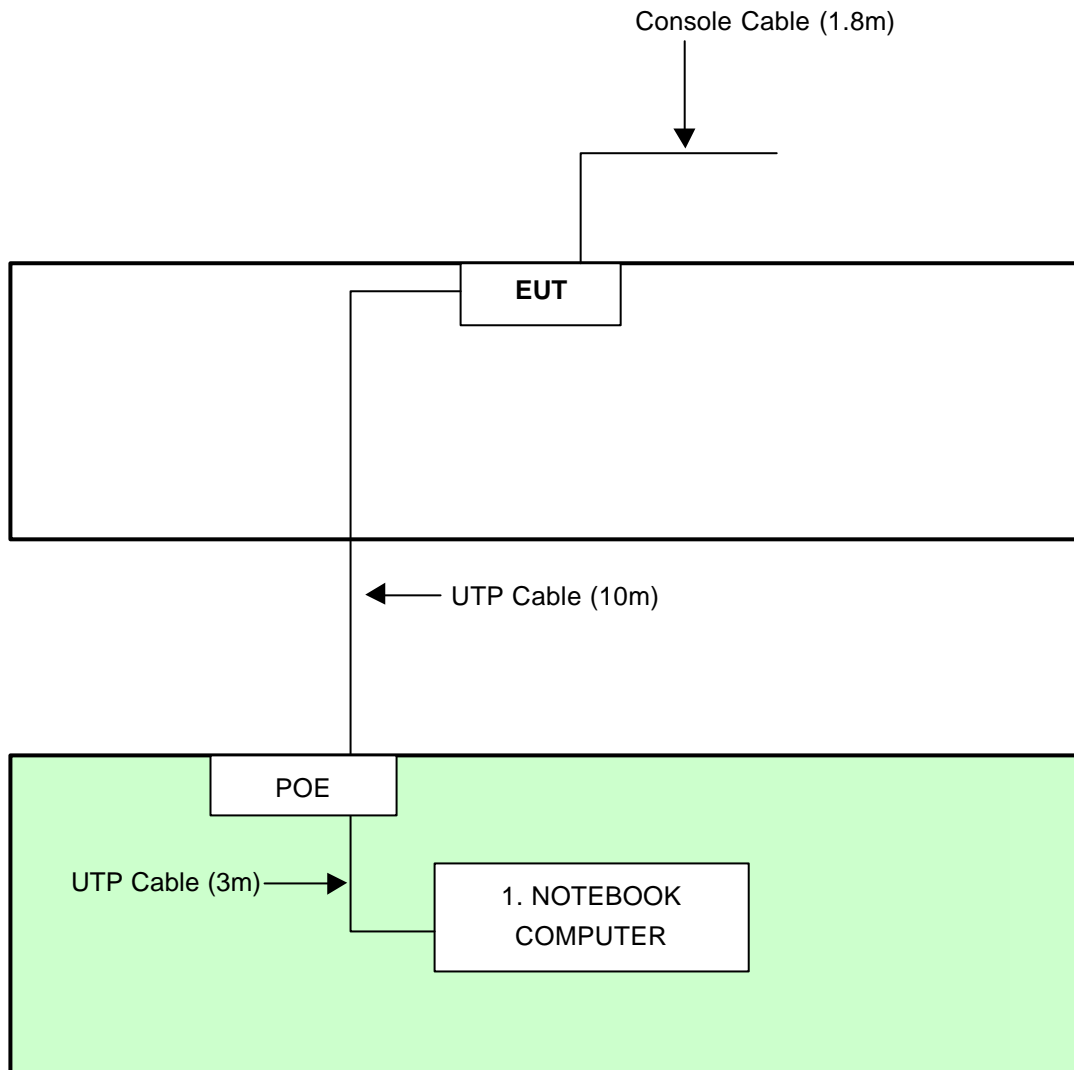 Console Cable (1.8m)
EUT
UTP Cable (10m)
POE
UTP Cable (3m)
1. NOTEBOOK
COMPUTER